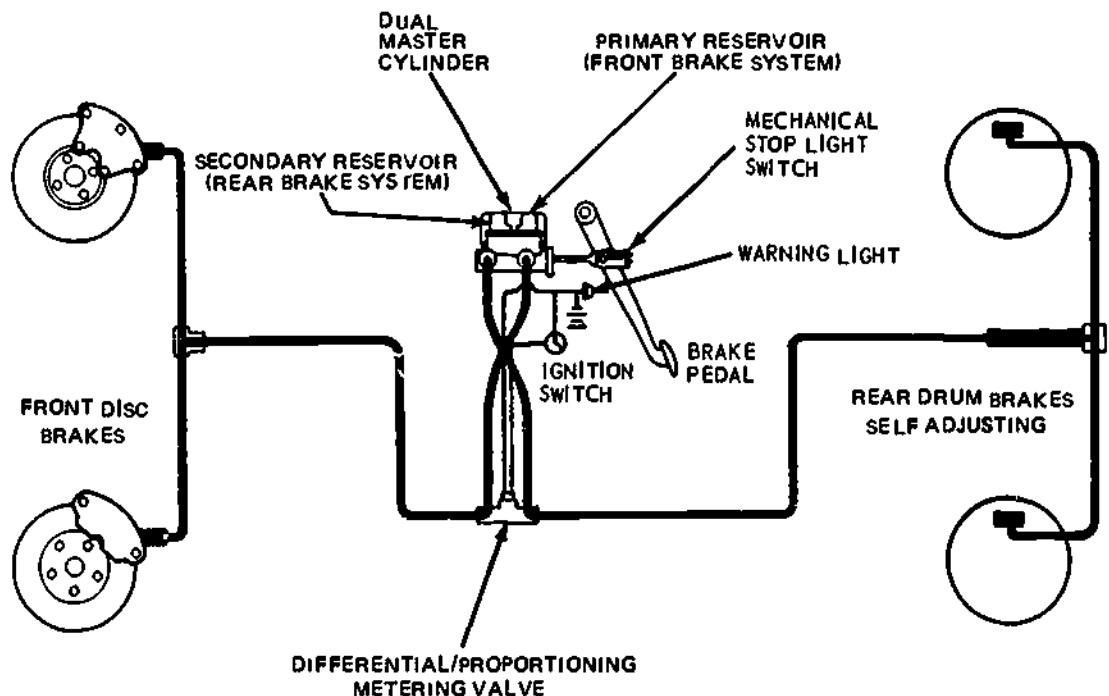 DUAL
MASTER
CYLINDER
PRIMARY RESERVOIR
(FRONT BRAKE SYSTEM)
MECHANICAL
STOP LIGHT
SWITCH
SECONDARY RESERVOIR
(REAR BRAKE SYSTEM)
WARNING LIGHT
IGNITION
SWITCH
BRAKE
PEDAL
FRONT DISC
BRAKES
REAR DRUM BRAKES
SELF ADJUSTING
DIFFERENTIAL/PROPORTIONING
METERING VALVE